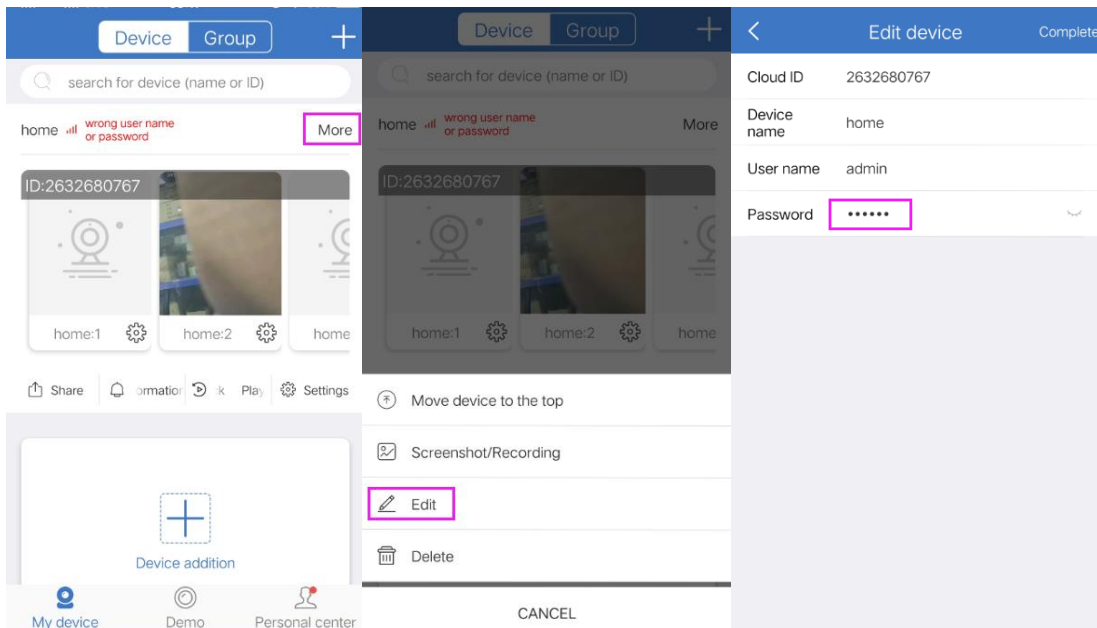 Device Group
search for device (name or ID)
home wrong user name
or password
More
ID:2632680767
home:1 home:2 home
Share ormation k Play Settings
Device addition
My device Demo Personal center
Device Group
search for device (name or ID)
home wrong user name
or password
More
ID:2632680767
home:1 home:2 home
Move device to the top
Screenshot/Recording
Edit
Delete
CANCEL
Edit device Complete
Cloud ID 2632680767
Device
name
home
User name admin
Password ••••••